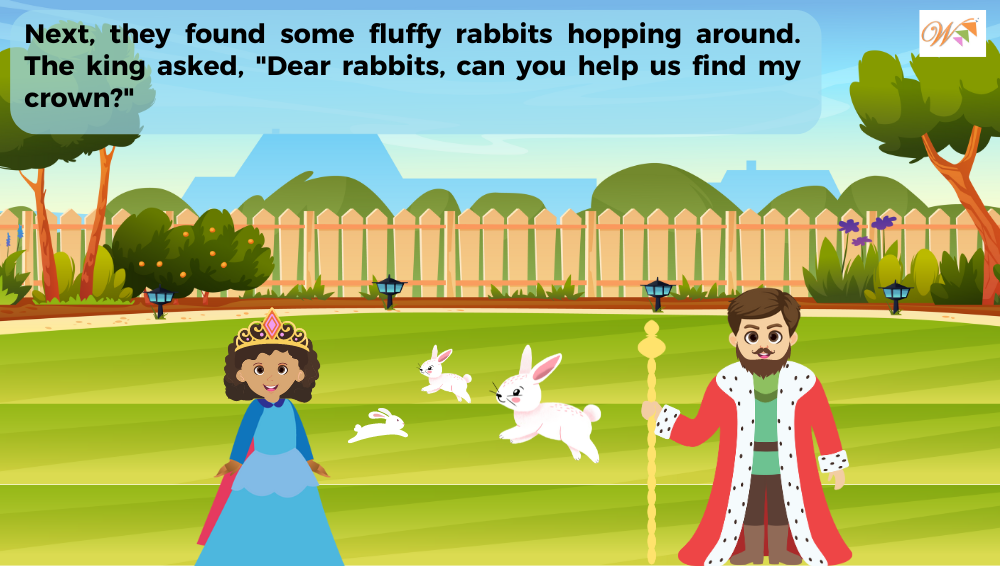 Next, they found some fluffy rabbits hopping around.
The king asked, "Dear rabbits, can you help us find my
crown?"
W